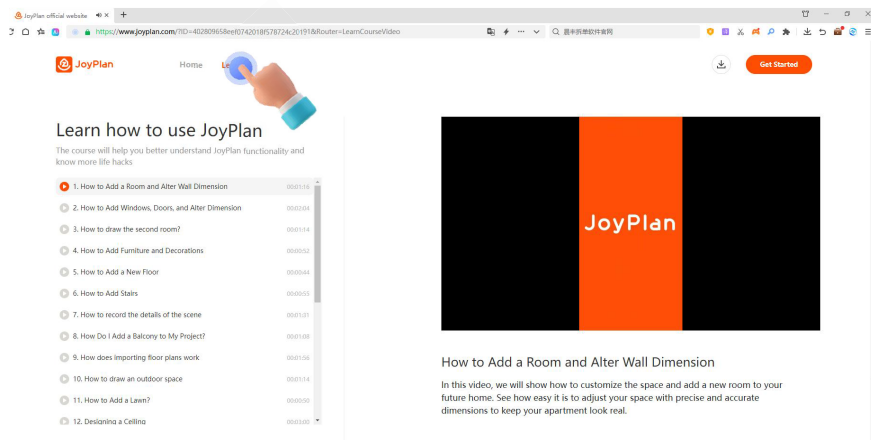 JoyPlan official website
https://www.joyplan.com/?ID=402809658eef0742018f578724c20191&Router=LearnCourseVideo
JoyPlan
Home
Get Started
Learn how to use JoyPlan
The course will help you better understand JoyPlan functionality and
know more life hacks
1. How to Add a Room and Alter Wall Dimension 00:01:16
2. How to Add Windows, Doors, and Alter Dimension 00:02:04
3. How to draw the second room? 00:01:14
4. How to Add Furniture and Decorations 00:00:52
5. How to Add a New Floor 00:00:44
6. How to Add Stairs 00:00:55
7. How to record the details of the scene 00:01:31
8. How Do I Add a Balcony to My Project? 00:01:09
9. How does importing floor plans work 00:01:56
10. How to draw an outdoor space 00:01:14
11. How to Add a Lawn? 00:00:50
12. Designing a Ceiling 00:03:00
JoyPlan
How to Add a Room and Alter Wall Dimension
In this video, we will show how to customize the space and add a new room to your
future home. See how easy it is to adjust your space with precise and accurate
dimensions to keep your apartment look real.